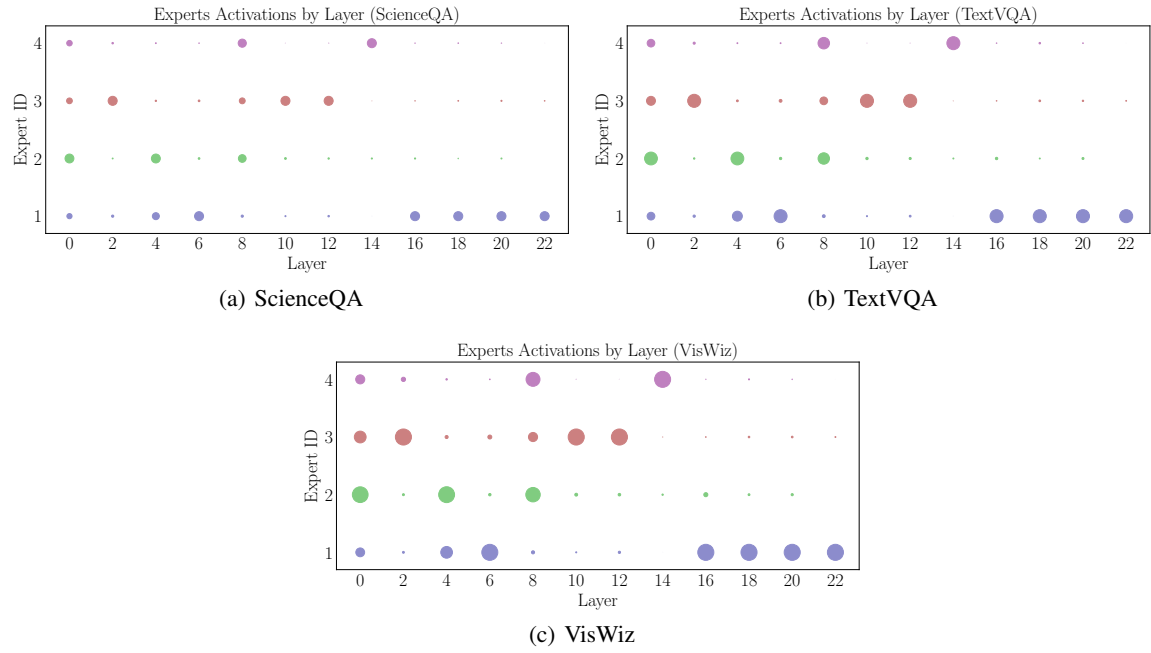 Experts Activations by Layer (ScienceQA)
4
3
2
1
Expert ID
0 2 4 6 8 10 12 14 16 18 20 22
Layer
(a) ScienceQA
Experts Activations by Layer (TextVQA)
4
3
2
1
Expert ID
0 2 4 6 8 10 12 14 16 18 20 22
Layer
(b) TextVQA
Experts Activations by Layer (VisWiz)
4
3
2
1
Expert ID
0 2 4 6 8 10 12 14 16 18 20 22
Layer
(c) VisWiz